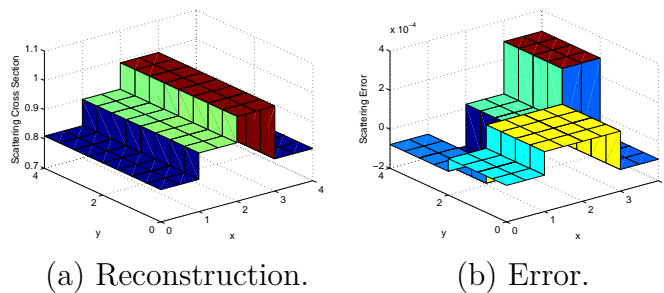 x 10⁻⁴
1.1
1
0.9
0.8
0.7
Scattering Cross Section
4
2
0
y
0
1
2
3
4
x
4
2
0
−2
Scattering Error
4
2
0
y
0
1
2
3
4
x
(a) Reconstruction.
(b) Error.